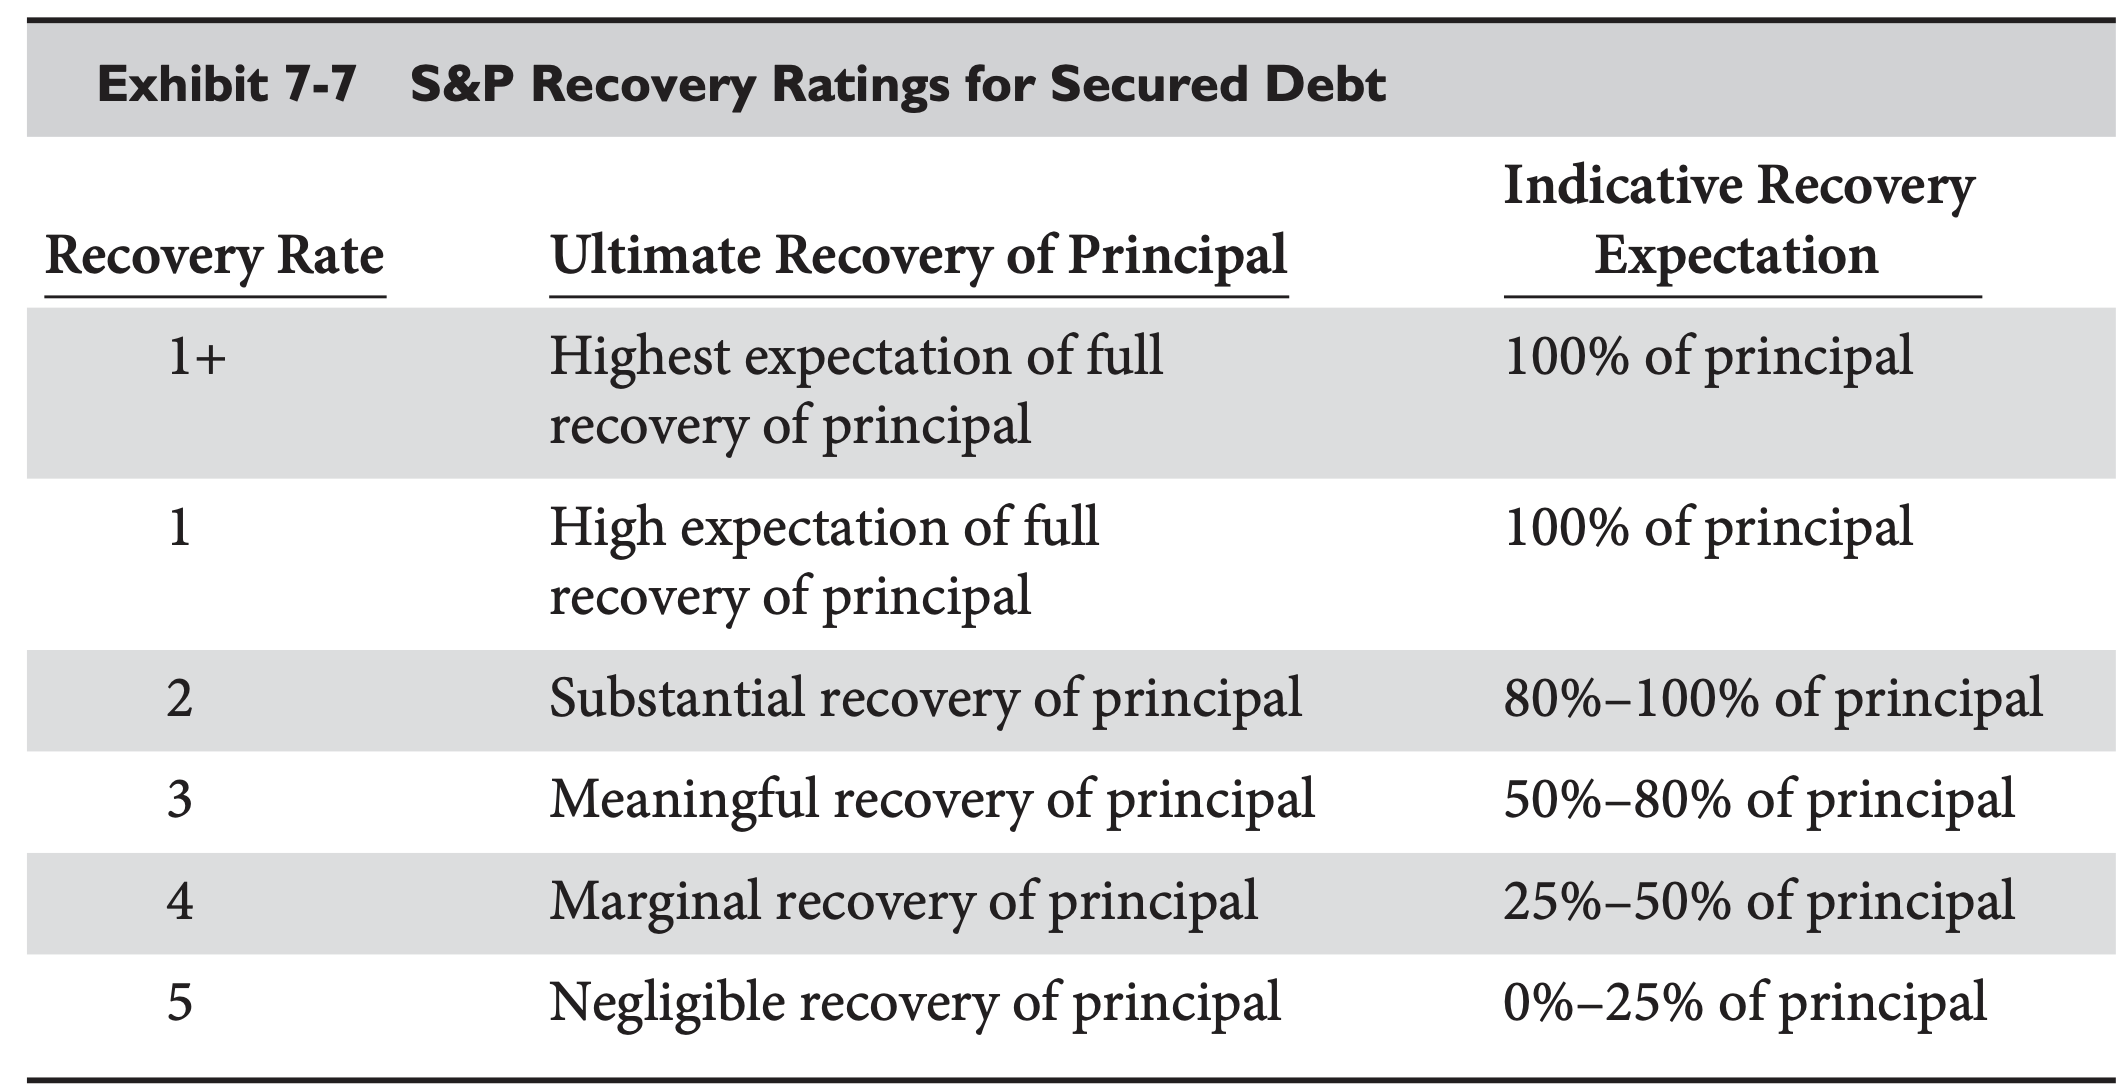 Exhibit 7-7 S&P Recovery Ratings for Secured Debt
Indicative Recovery
Recovery Rate Ultimate Recovery of Principal Expectation
1+ Highest expectation of full 100% of principal
recovery of principal
1 High expectation of full 100% of principal
recovery of principal
2 Substantial recovery of principal 80%–100% of principal
3 Meaningful recovery of principal 50%–80% of principal
4 Marginal recovery of principal 25%–50% of principal
5 Negligible recovery of principal 0%–25% of principal